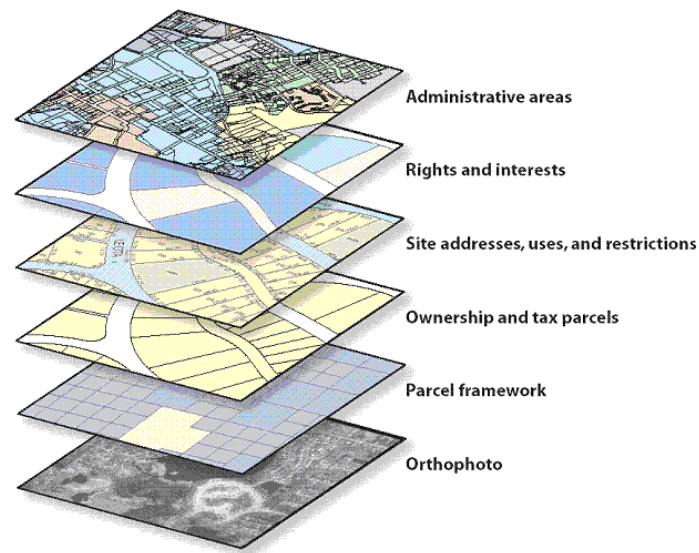 Administrative areas
Rights and interests
Site addresses, uses, and restrictions
Ownership and tax parcels
Parcel framework
Orthophoto